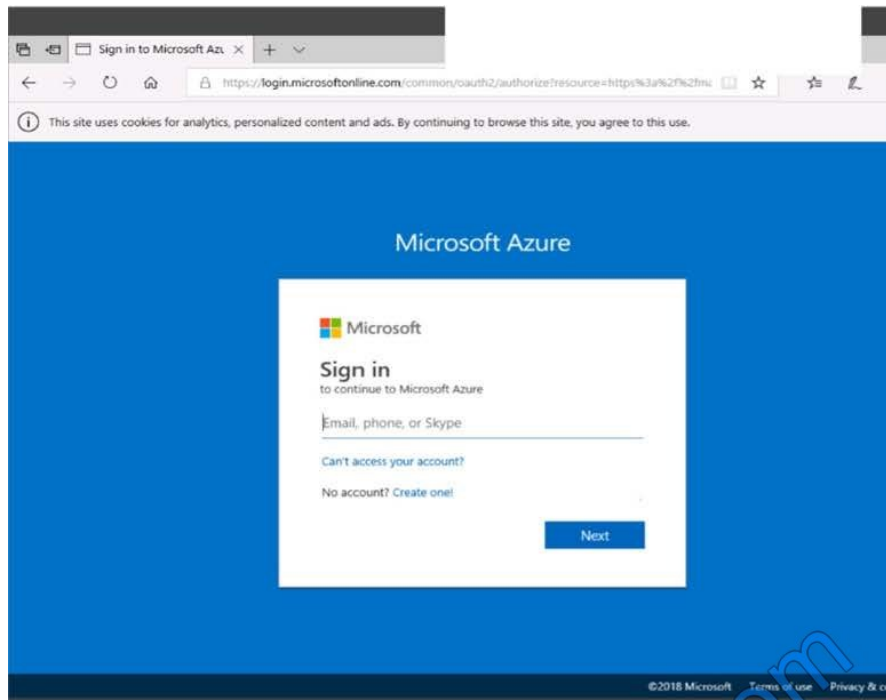 Sign in to Microsoft Azu
https://login.microsoftonline.com/common/oauth2/authorize?resource=https%3a%2f%2fma
This site uses cookies for analytics, personalized content and ads. By continuing to browse this site, you agree to this use.
Microsoft Azure
Microsoft
Sign in
to continue to Microsoft Azure
Email, phone, or Skype
Can't access your account?
No account? Create one!
Next
©2018 Microsoft Terms of use Privacy & c
om